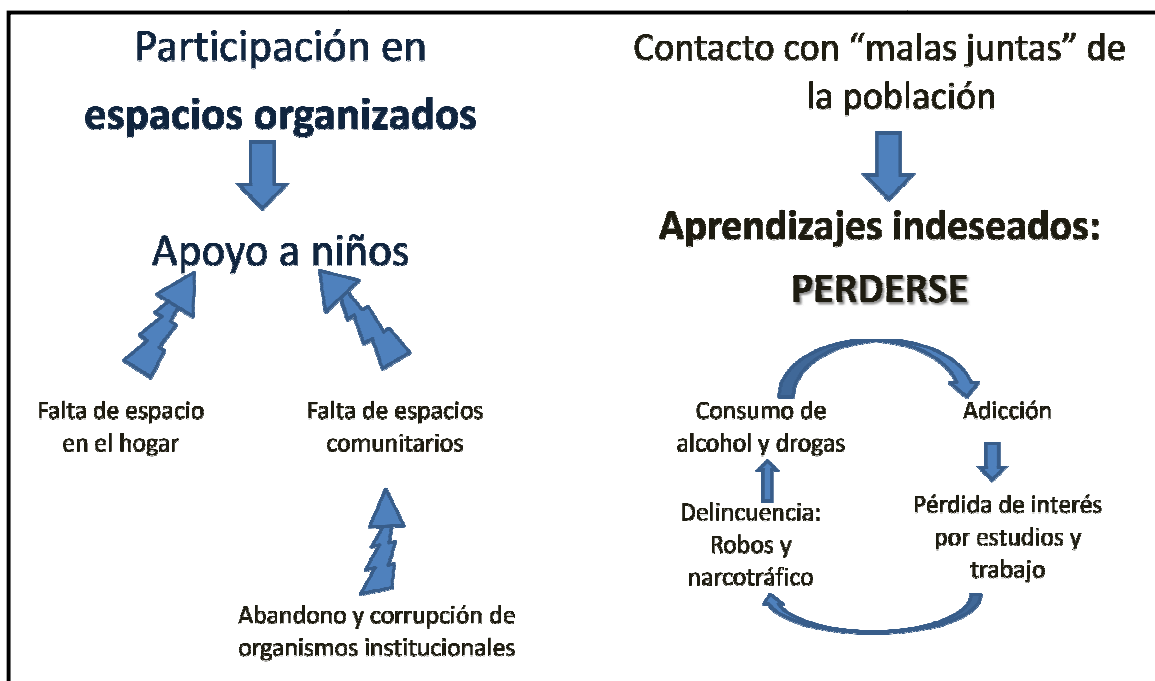 Participación en
espacios organizados
Apoyo a niños
Falta de espacio
en el hogar
Falta de espacios
comunitarios
Abandono y corrupción de
organismos institucionales
Contacto con “malas juntas” de
la población
Aprendizajes indeseados:
PERDERSE
Consumo de
alcohol y drogas
Adicción
Pérdida de interés
por estudios y
trabajo
Delincuencia:
Robos y
narcotráfico